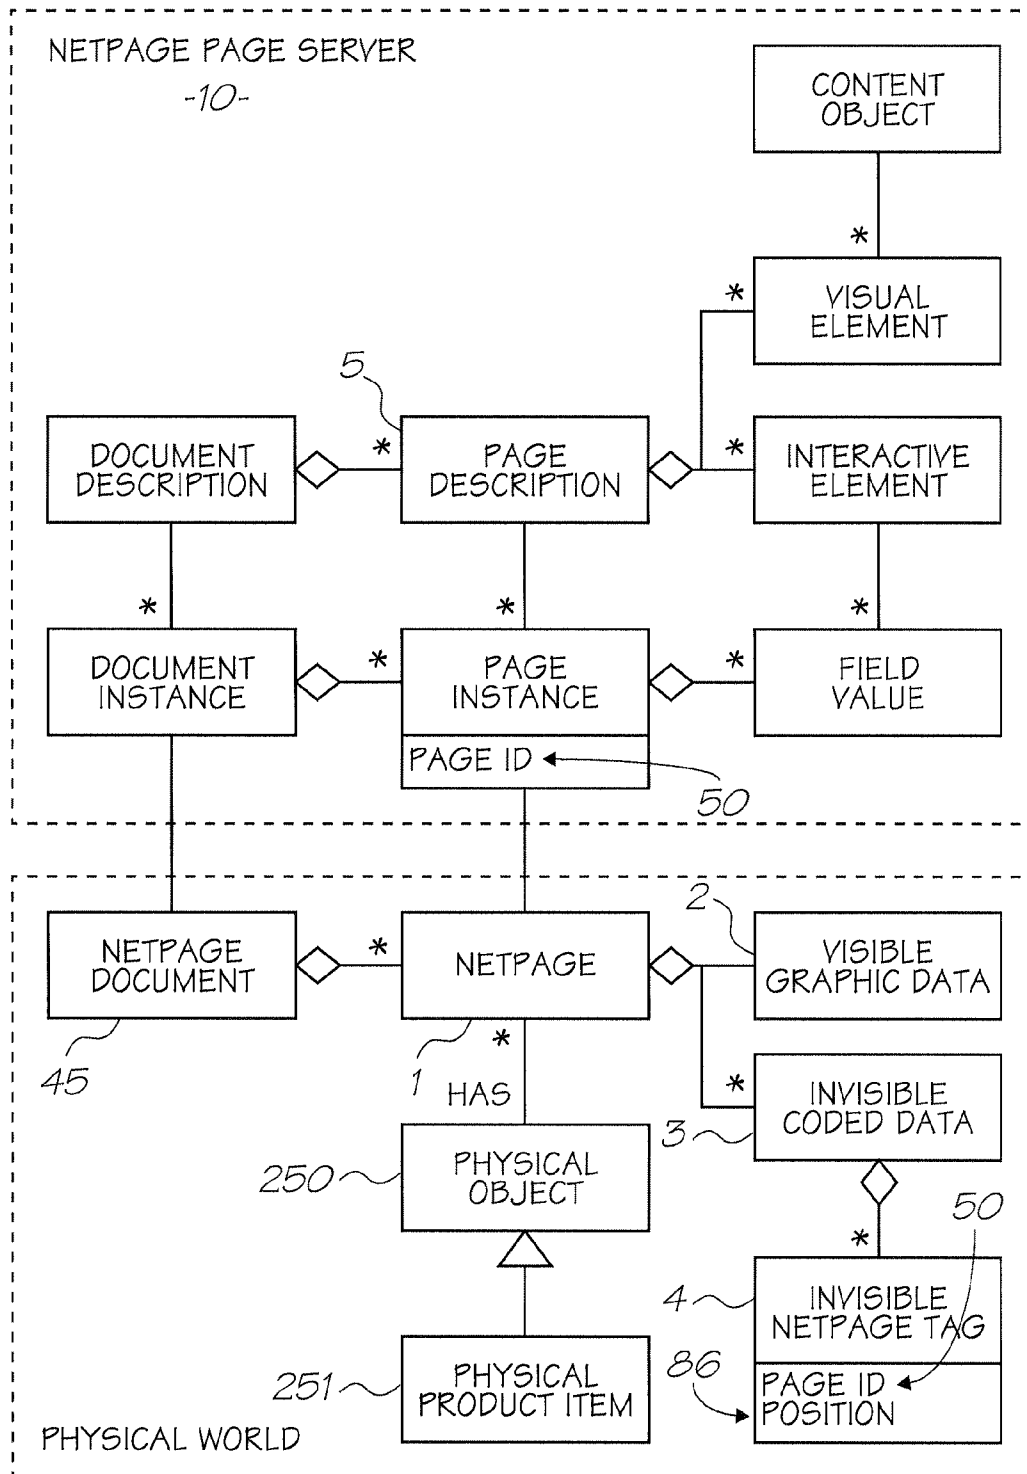 NETPAGE PAGE SERVER
-10-
CONTENT
OBJECT
*
*
VISUAL
ELEMENT
5
DOCUMENT
DESCRIPTION
*
PAGE
DESCRIPTION
*
INTERACTIVE
ELEMENT
*
*
*
DOCUMENT
INSTANCE
*
PAGE
INSTANCE
*
FIELD
VALUE
PAGE ID
50
2
NETPAGE
DOCUMENT
*
NETPAGE
VISIBLE
GRAPHIC DATA
45
1
*
HAS
*
INVISIBLE
CODED DATA
3
250
PHYSICAL
OBJECT
50
*
4
INVISIBLE
NETPAGE TAG
251
PHYSICAL
PRODUCT ITEM
86
PAGE ID
POSITION
PHYSICAL WORLD